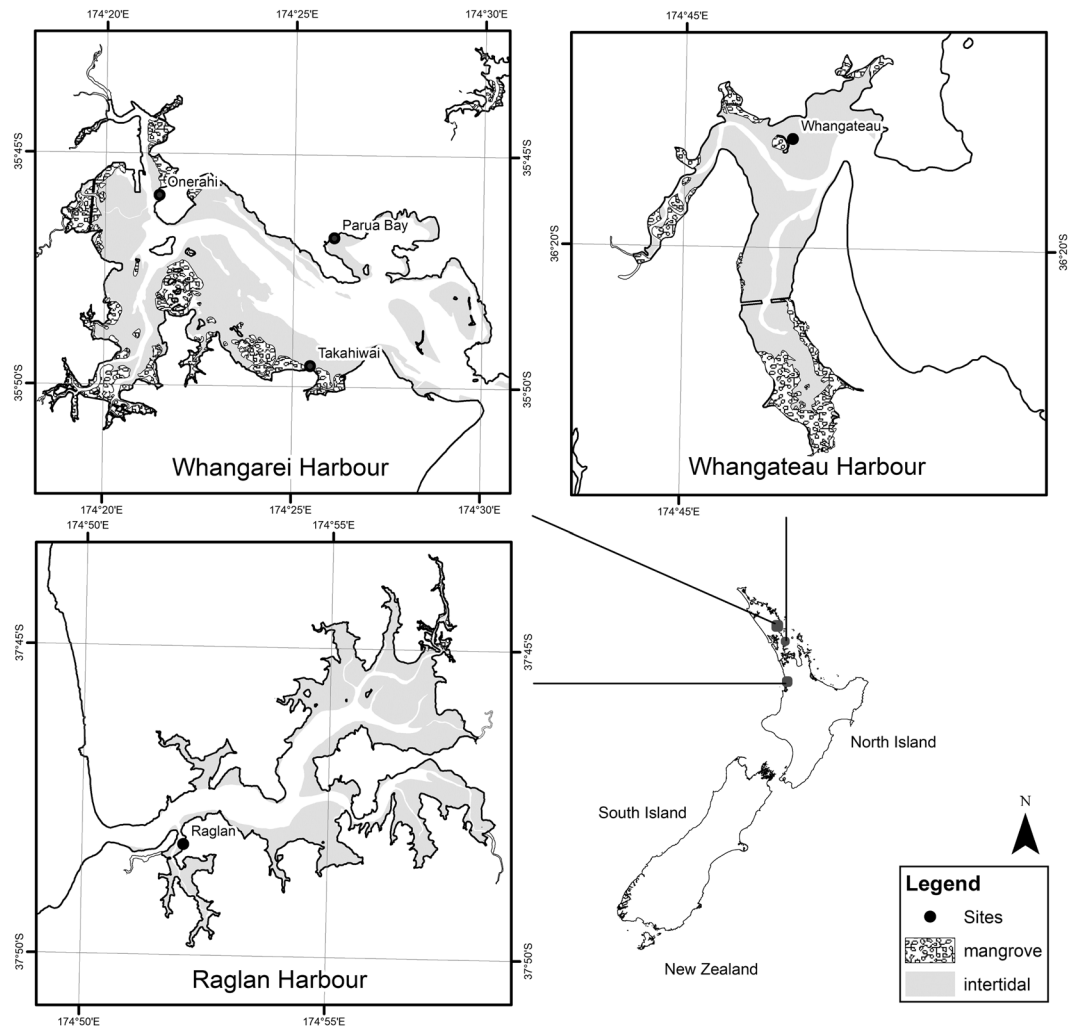 174°20'E 174°25'E 174°30'E
35°45'S
35°50'S
Onerahi
Parua Bay
Takahiwai
Whangarei Harbour
35°45'S
35°50'S
174°20'E 174°25'E 174°30'E
174°45'E
36°20'S
Whangateau
Whangateau Harbour
36°20'S
174°45'E
174°50'E 174°55'E
37°45'S
37°50'S
Raglan
Raglan Harbour
37°45'S
37°50'S
174°50'E 174°55'E
North Island
South Island
New Zealand
N
Legend
Sites
mangrove
intertidal